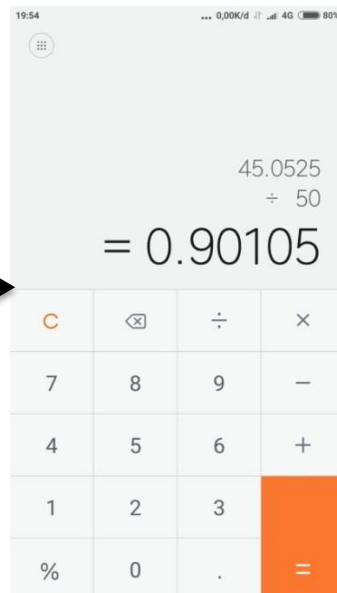 19:54 ... 0,00K/d 4G 80%
45.0525
÷ 50
= 0.90105
C ÷ ×
7 8 9 −
4 5 6 +
1 2 3
% 0 . =